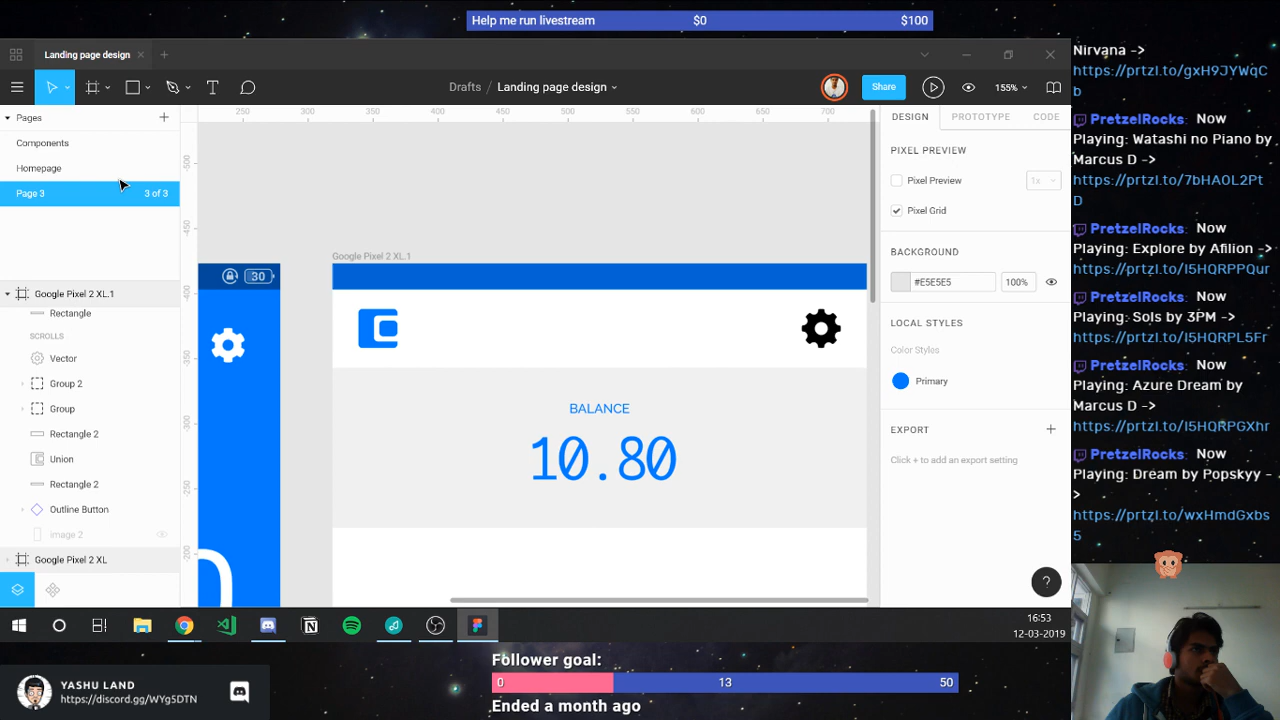 Help me run livestream $0 $100
Landing page design
Drafts / Landing page design
Share
155%
Pages
Components
Homepage
Page 3 3 of 3
Google Pixel 2 XL.1
Rectangle
SCROLLS
Vector
Group 2
Group
Rectangle 2
Union
Rectangle 2
Outline Button
image 2
Google Pixel 2 XL
250 300 350 400 450 500 550 600 650 700
-500
-450
-400
-350
-300
-250
-200
30
Google Pixel 2 XL.1
BALANCE
10.80
DESIGN PROTOTYPE CODE
PIXEL PREVIEW
Pixel Preview 1x
Pixel Grid
BACKGROUND
#E5E5E5 100%
LOCAL STYLES
Color Styles
Primary
EXPORT +
Click + to add an export setting
?
16:53
12-03-2019
Nirvana ->
https://prtzl.to/gxH9JYWqC
b
PretzelRocks: Now
Playing: Watashi no Piano by
Marcus D ->
https://prtzl.to/7bHA0L2Pt
D
PretzelRocks: Now
Playing: Explore by Afilion ->
https://prtzl.to/I5HQRPPQur
PretzelRocks: Now
Playing: Sols by 3PM ->
https://prtzl.to/I5HQRPL5Fr
PretzelRocks: Now
Playing: Azure Dream by
Marcus D ->
https://prtzl.to/I5HQRPGXhr
PretzelRocks: Now
Playing: Dream by Popskyy -
>
https://prtzl.to/wxHmdGxbs
5
YASHU LAND
https://discord.gg/WYg5DTN
Follower goal:
0 13 50
Ended a month ago